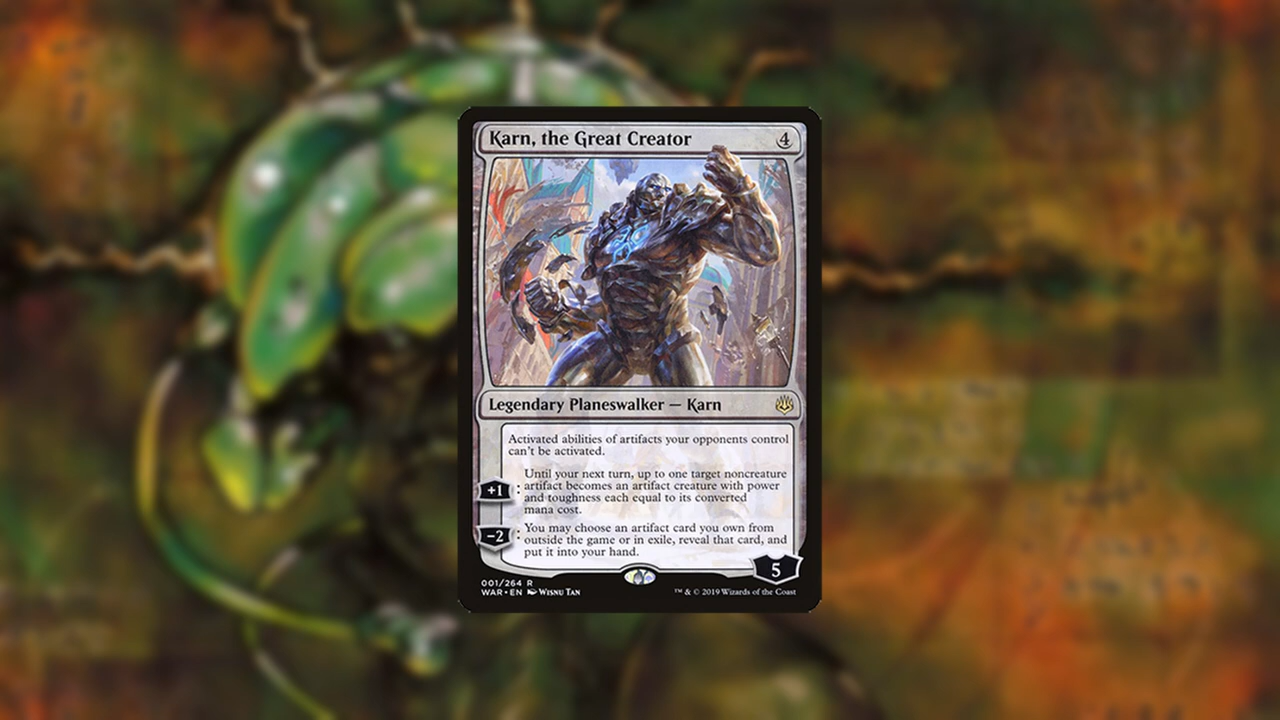 Karn, the Great Creator 4
Legendary Planeswalker — Karn
Activated abilities of artifacts your opponents control
can't be activated.
+1 : Until your next turn, up to one target noncreature
artifact becomes an artifact creature with power
and toughness each equal to its converted
mana cost.
−2 : You may choose an artifact card you own from
outside the game or in exile, reveal that card, and
put it into your hand.
5
001/264 R
WAR • EN Wisnu Tan
™ & © 2019 Wizards of the Coast